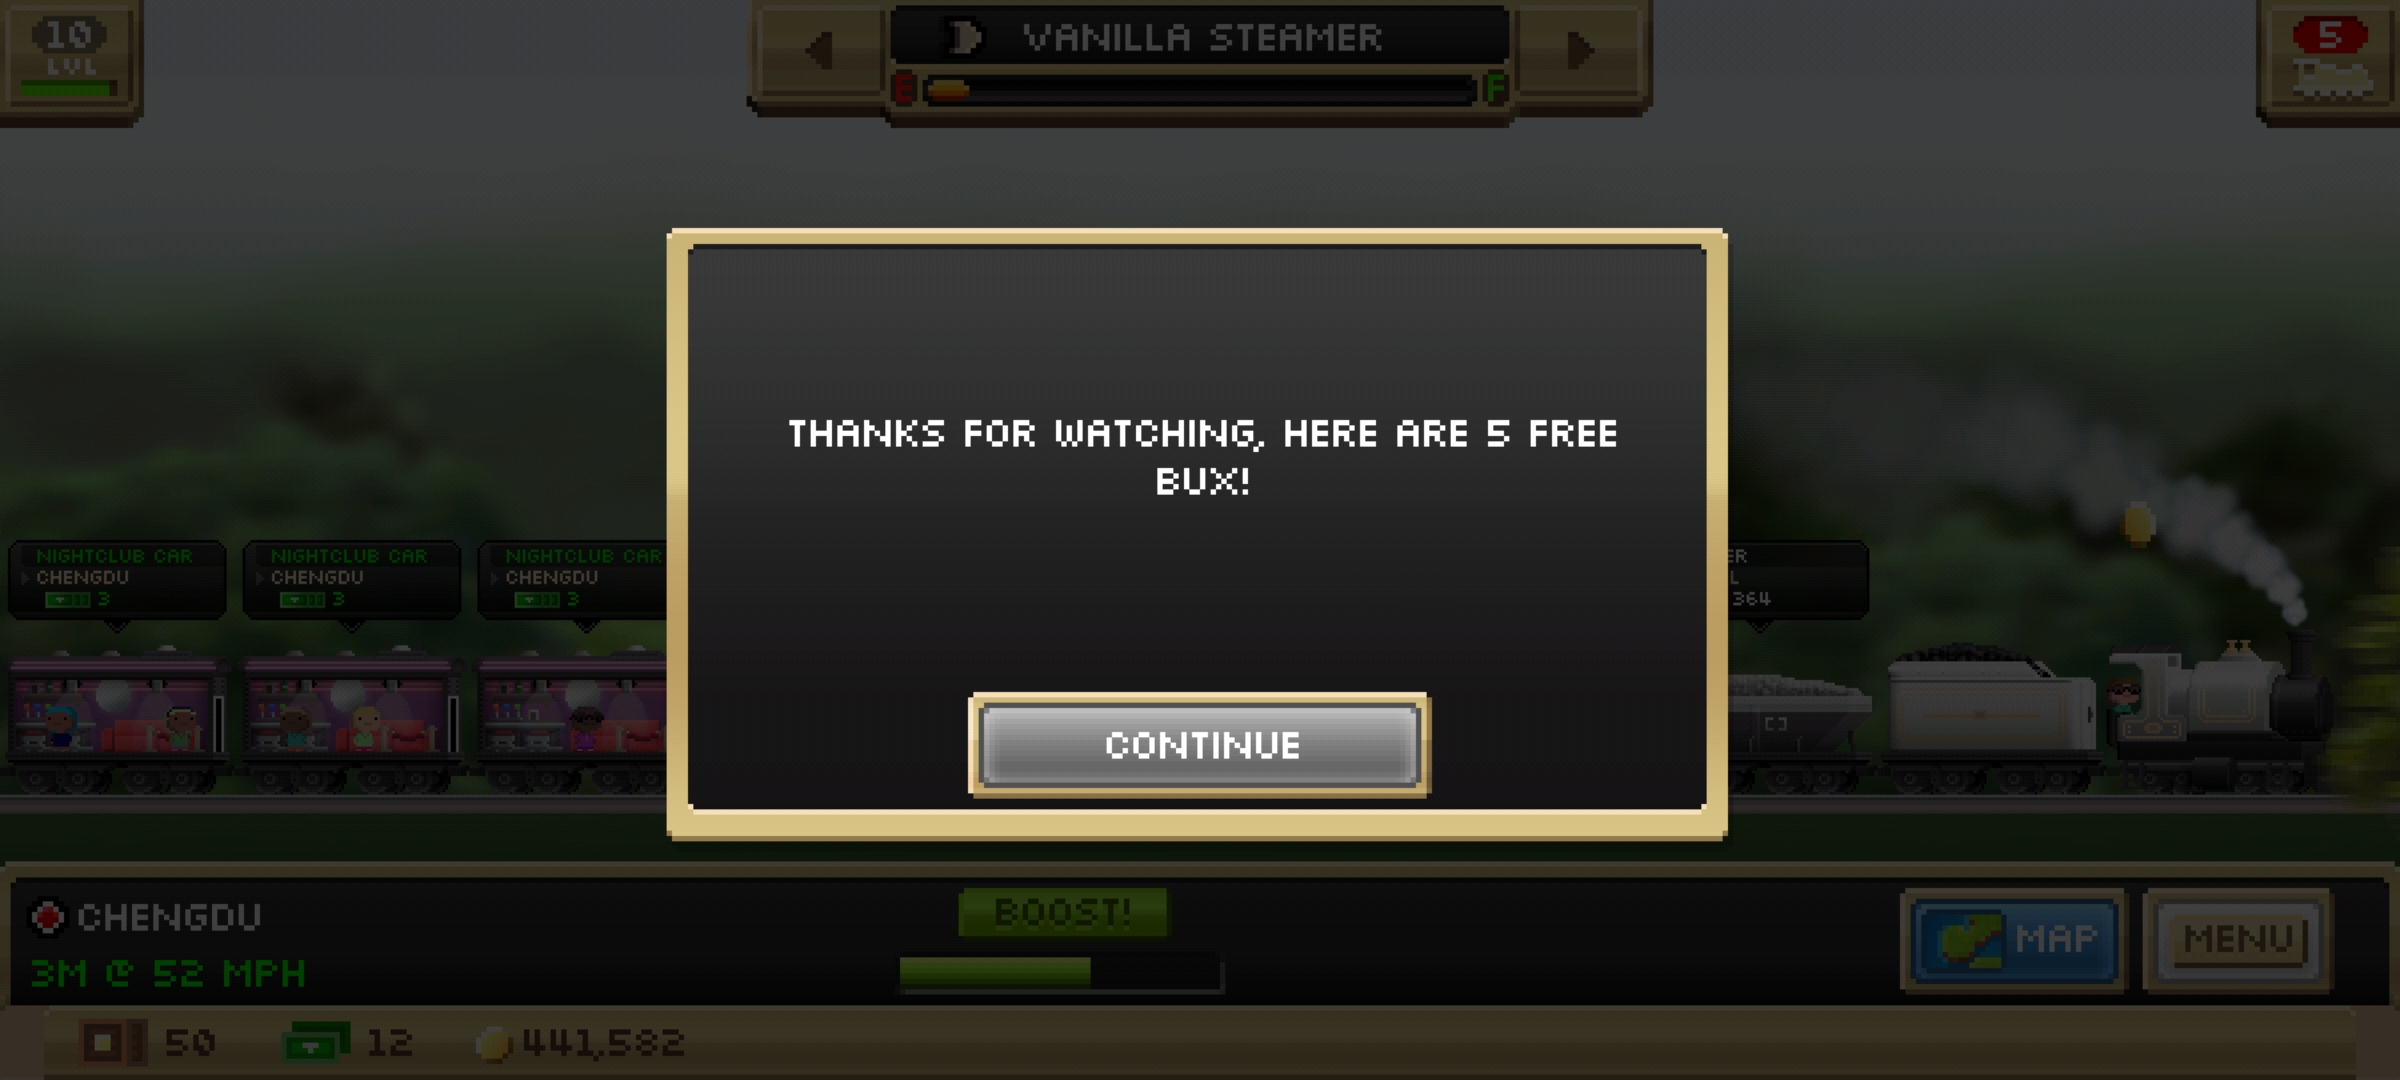 10
LVL
VANILLA STEAMER
E
F
5
THANKS FOR WATCHING, HERE ARE 5 FREE
BUX!
CONTINUE
NIGHTCLUB CAR
CHENGDU
3
NIGHTCLUB CAR
CHENGDU
3
NIGHTCLUB CAR
CHENGDU
3
364
CHENGDU
3M @ 52 MPH
BOOST!
MAP
MENU
50
12
441,582